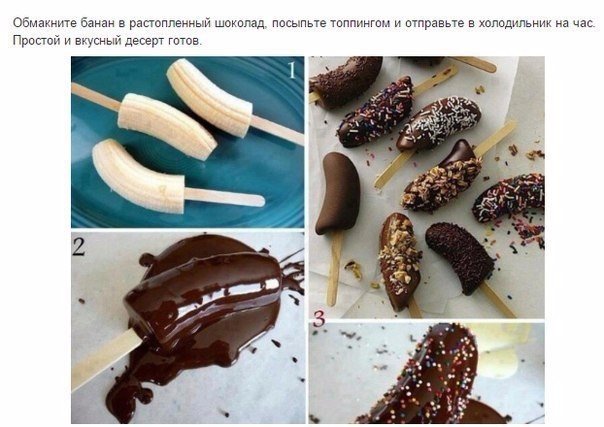 Обмакните банан в растопленный шоколад, посыпьте топпингом и отправьте в холодильник на час.
Простой и вкусный десерт готов.
1
2
3